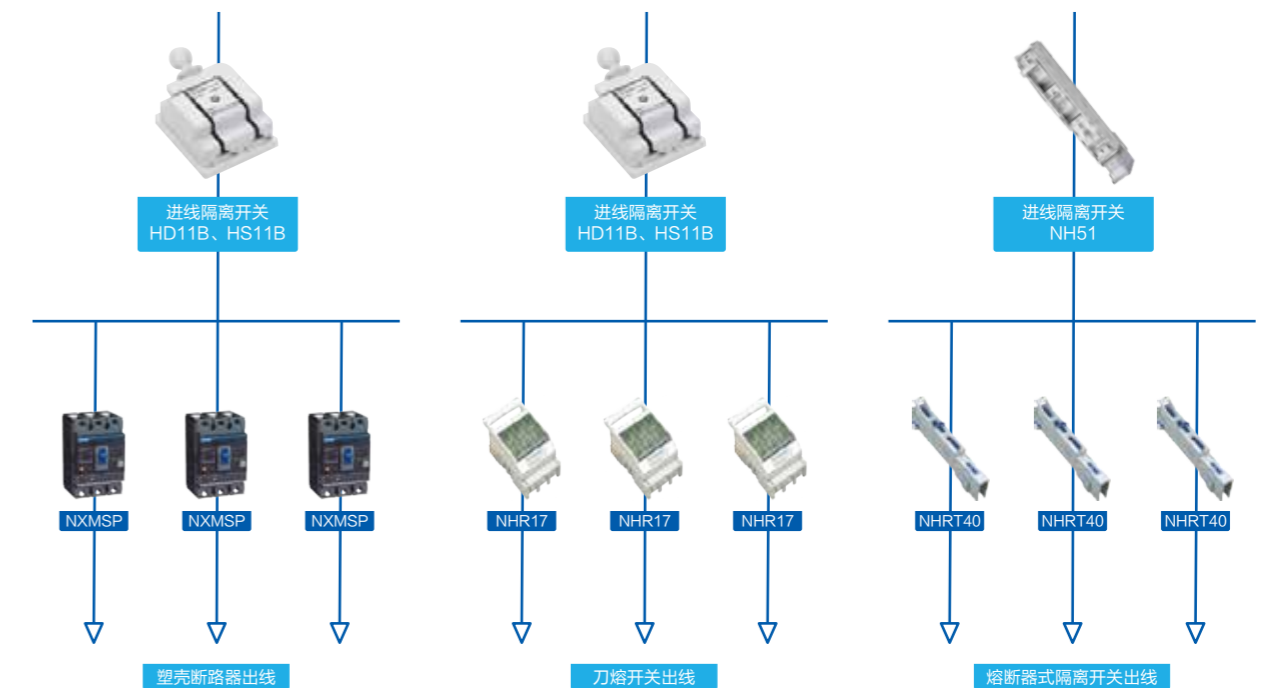 进线隔离开关
HD11B、HS11B
进线隔离开关
HD11B、HS11B
进线隔离开关
NH51
NXMSP
NXMSP
NXMSP
NHR17
NHR17
NHR17
NHRT40
NHRT40
NHRT40
塑壳断路器出线
刀熔开关出线
熔断器式隔离开关出线